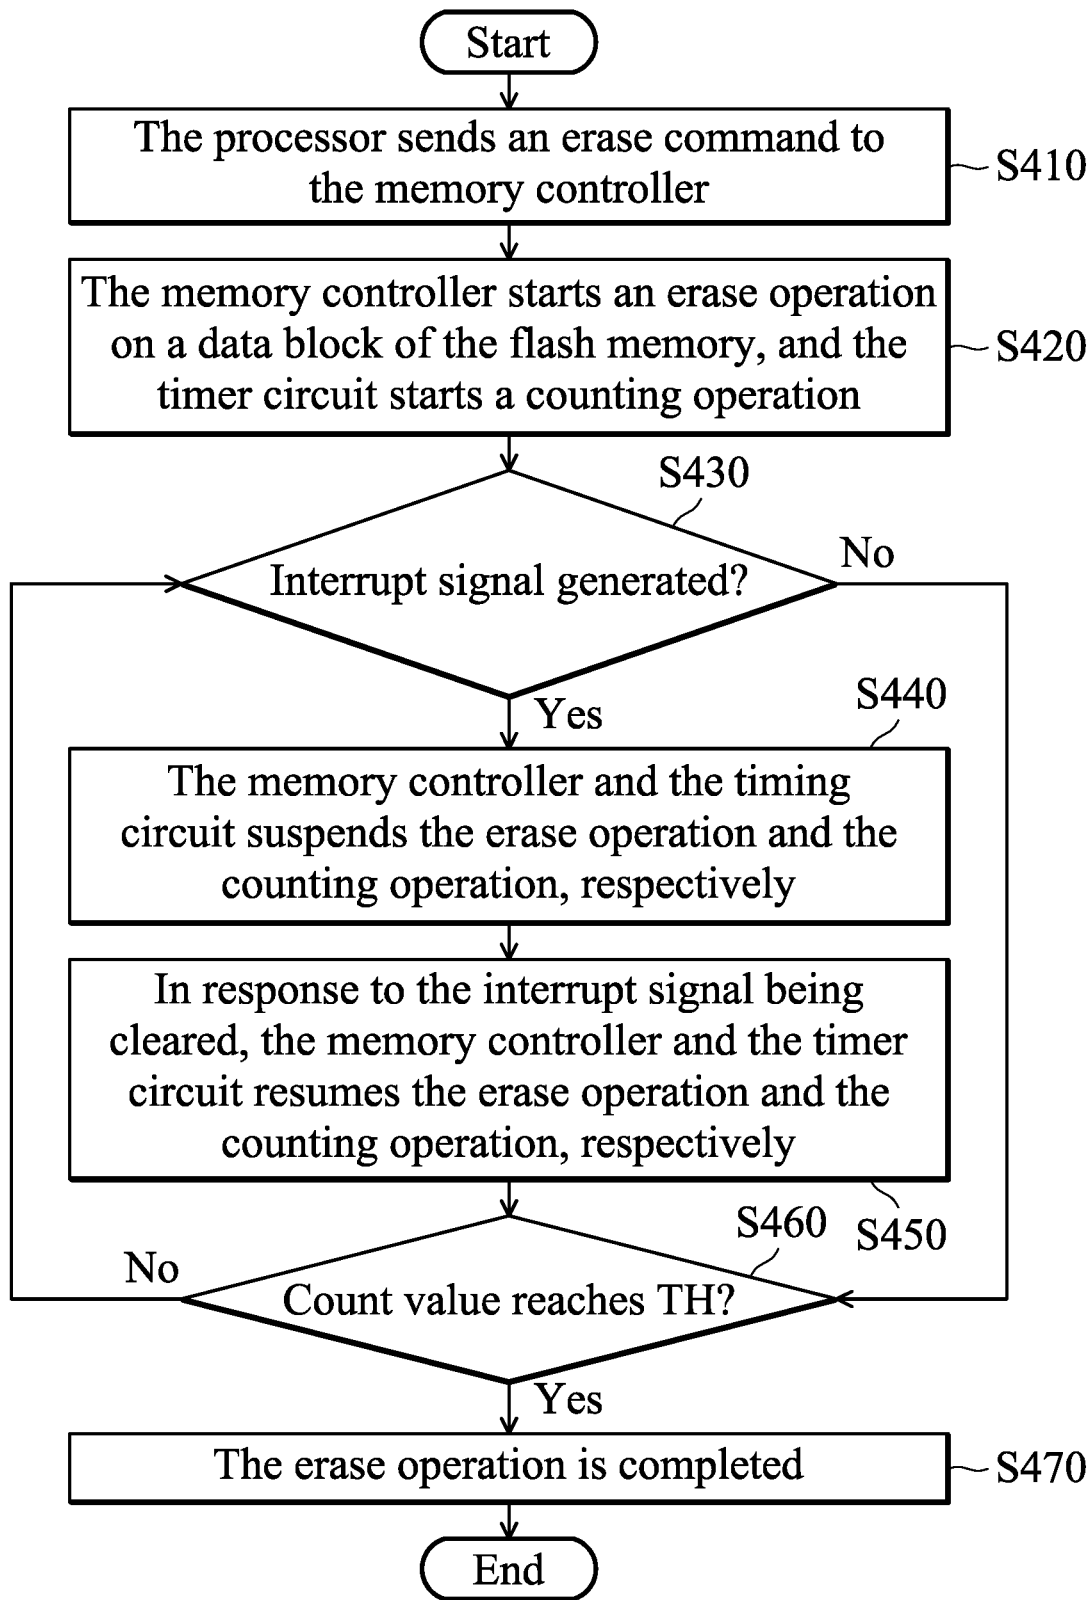 Start
The processor sends an erase command to
the memory controller
S410
The memory controller starts an erase operation
on a data block of the flash memory, and the
timer circuit starts a counting operation
S420
S430
Interrupt signal generated?
No
Yes
S440
The memory controller and the timing
circuit suspends the erase operation and the
counting operation, respectively
In response to the interrupt signal being
cleared, the memory controller and the timer
circuit resumes the erase operation and the
counting operation, respectively
S450
S460
No
Count value reaches TH?
Yes
The erase operation is completed
S470
End